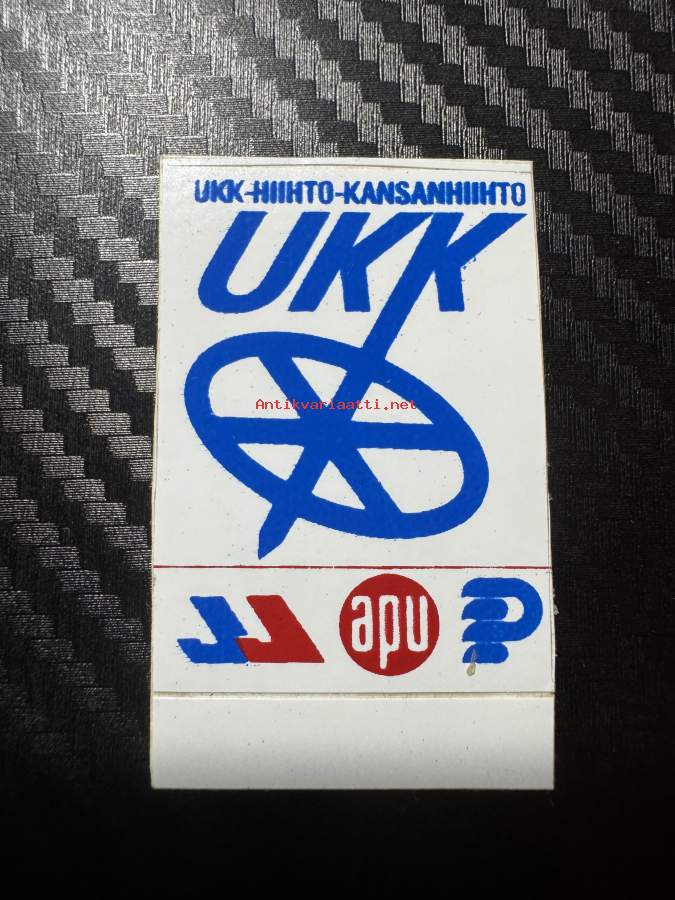 UKK-HIIHTO-KANSANHIIHTO
UKK
Antikvariaatti.net
apu